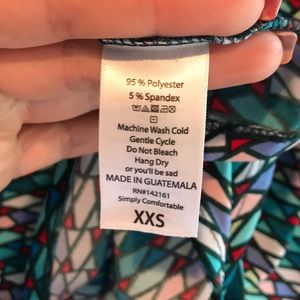 95 % Polyester
5 % Spandex
Machine Wash Cold
Gentle Cycle
Do Not Bleach
Hang Dry
or you'll be sad
MADE IN GUATEMALA
RN#142161
Simply Comfortable
XXS